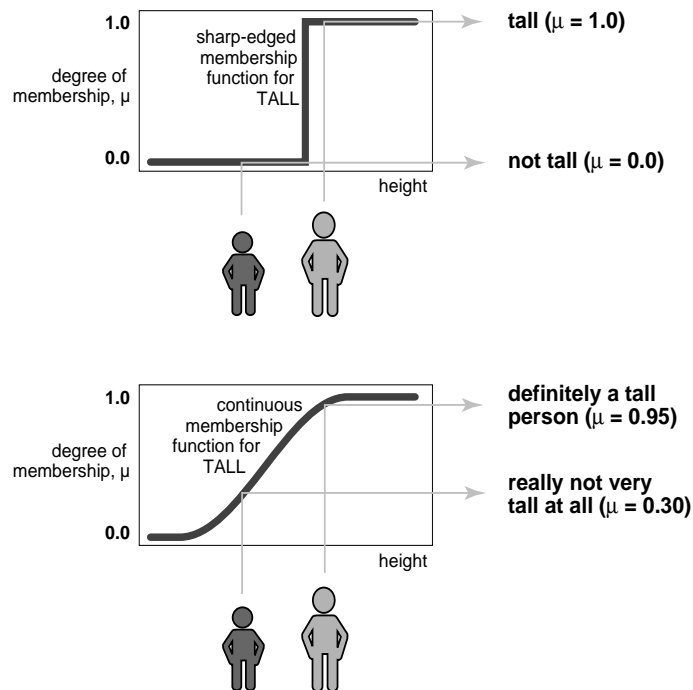 1.0
sharp-edged
membership
function for
TALL
degree of
membership, μ
0.0
height
tall (μ = 1.0)
not tall (μ = 0.0)
1.0
continuous
membership
function for
TALL
degree of
membership, μ
0.0
height
definitely a tall
person (μ = 0.95)
really not very
tall at all (μ = 0.30)